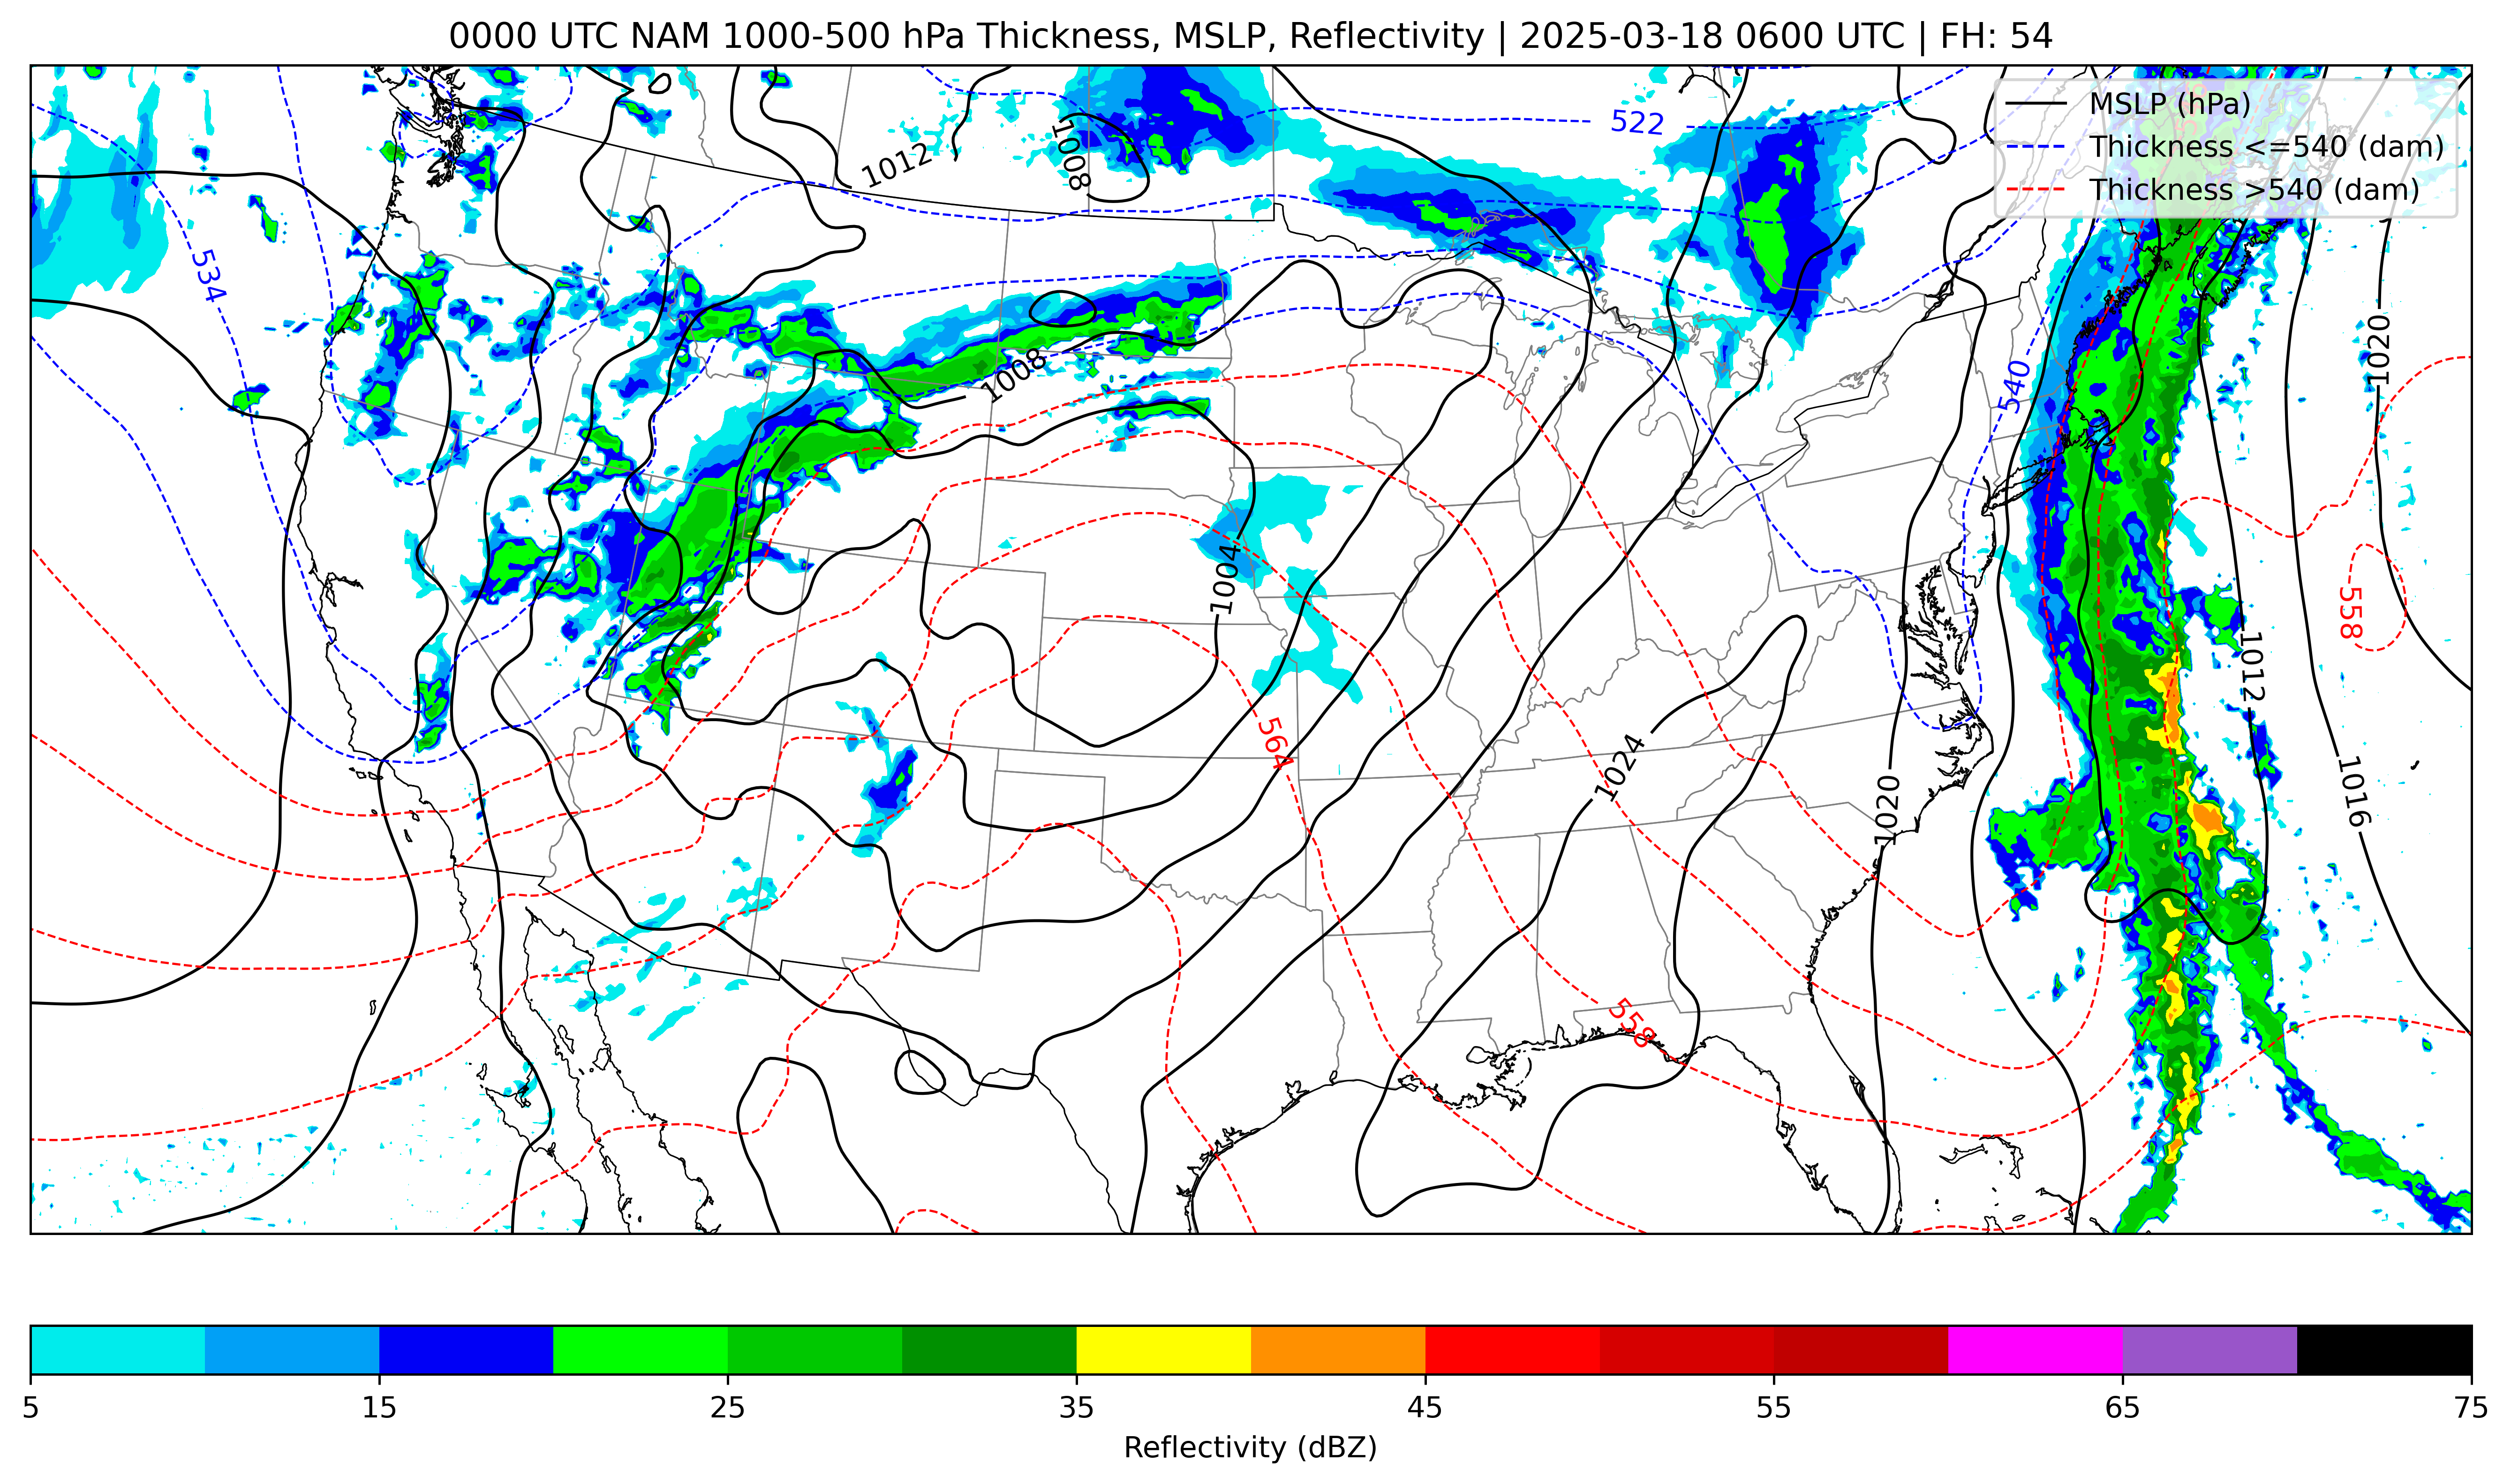 0000 UTC NAM 1000-500 hPa Thickness, MSLP, Reflectivity | 2025-03-18 0600 UTC | FH: 54
MSLP (hPa)
Thickness <=540 (dam)
Thickness >540 (dam)
522
1012
1008
534
1020
1008
540
1004
558
1012
564
1024
1020
1016
558
5 15 25 35 45 55 65 75
Reflectivity (dBZ)